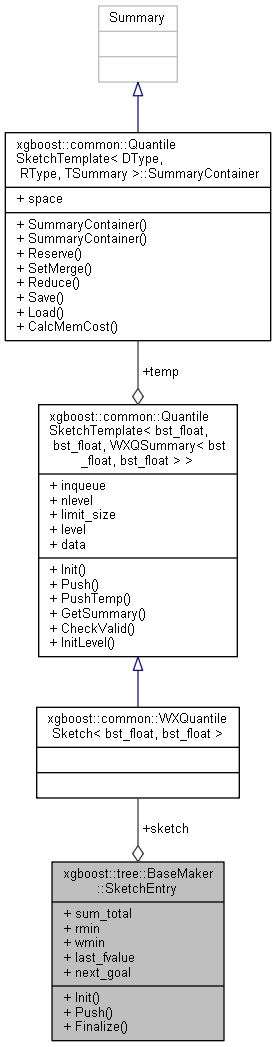 Summary
xgboost::common::Quantile
SketchTemplate< DType,
RType, TSummary >::SummaryContainer
+ space
+ SummaryContainer()
+ SummaryContainer()
+ Reserve()
+ SetMerge()
+ Reduce()
+ Save()
+ Load()
+ CalcMemCost()
+temp
xgboost::common::Quantile
SketchTemplate< bst_float,
bst_float, WXQSummary< bst
_float, bst_float > >
+ inqueue
+ nlevel
+ limit_size
+ level
+ data
+ Init()
+ Push()
+ PushTemp()
+ GetSummary()
+ CheckValid()
+ InitLevel()
xgboost::common::WXQuantile
Sketch< bst_float, bst_float >
+sketch
xgboost::tree::BaseMaker
::SketchEntry
+ sum_total
+ rmin
+ wmin
+ last_fvalue
+ next_goal
+ Init()
+ Push()
+ Finalize()